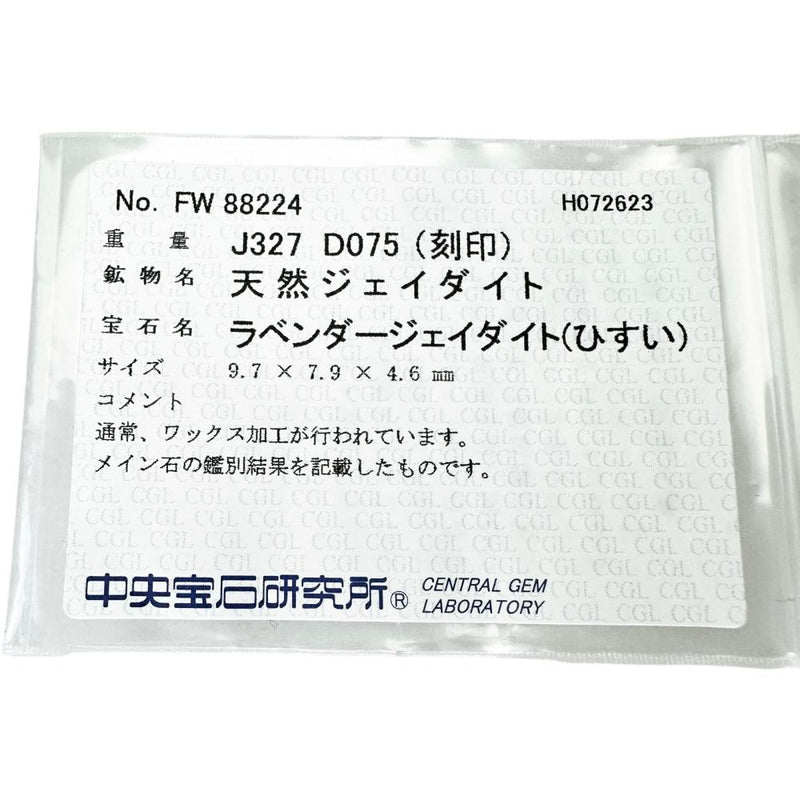 No. FW 88224 H072623
重量 J327 D075 (刻印)
鉱物名 天然ジェイダイト
宝石名 ラベンダージェイダイト(ひすい)
サイズ 9.7 × 7.9 × 4.6 ㎜
コメント
通常、ワックス加工が行われています。
メイン石の鑑別結果を記載したものです。
中央宝石研究所® CENTRAL GEM
LABORATORY